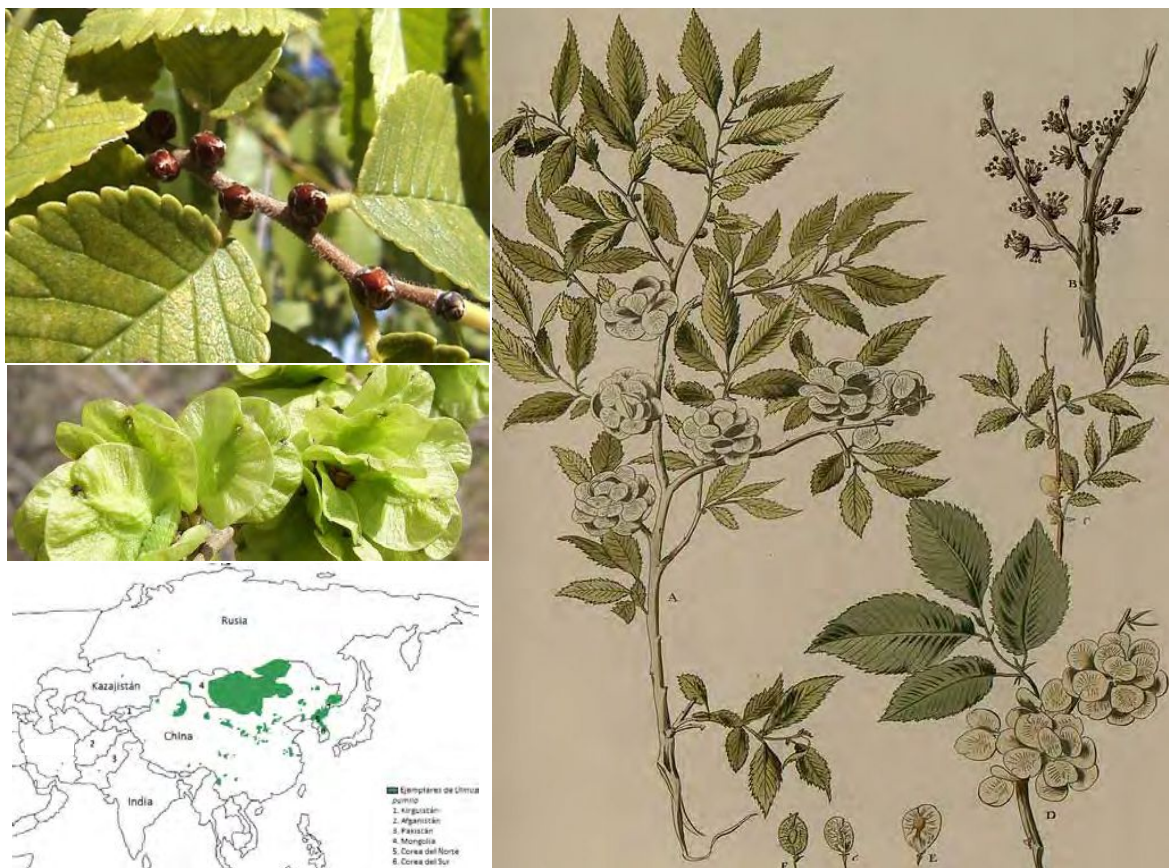 Rusia
Kazajistán
4
1
China
2
3
India
Ejemplares de Ulmus
pumila
1. Kirguistán
2. Afganistán
3. Pakistán
4. Mongolia
5. Corea del Norte
6. Corea del Sur
A
B
C
D
E
F